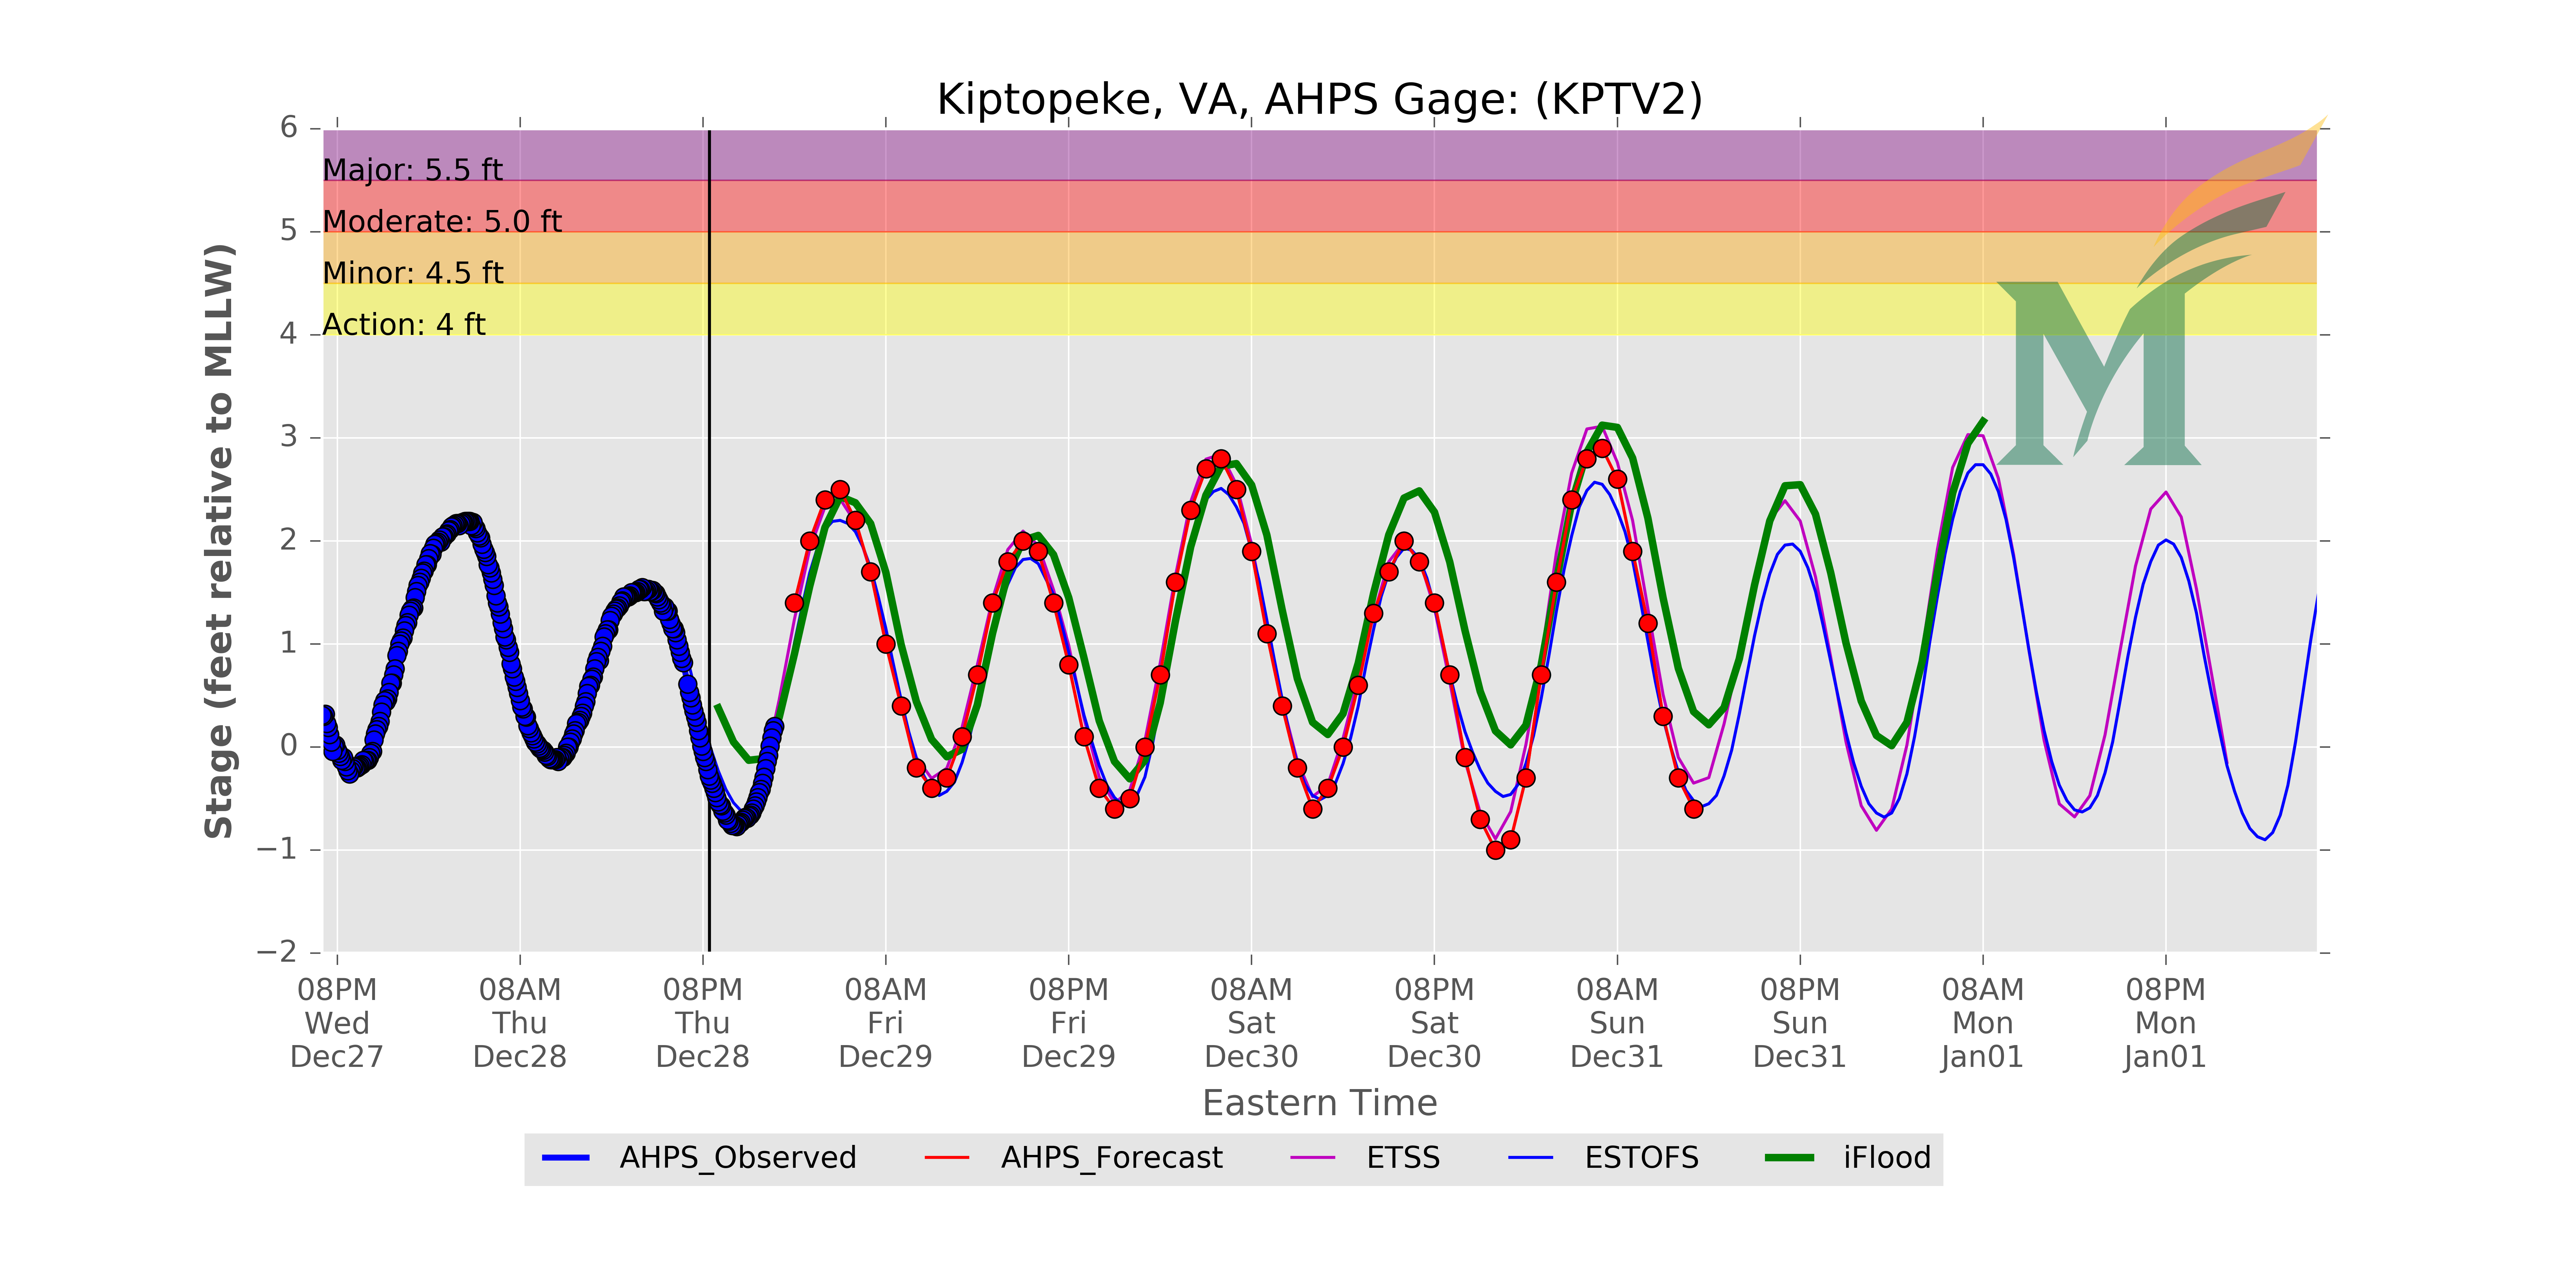 Kiptopeke, VA, AHPS Gage: (KPTV2)
6
Major: 5.5 ft
Moderate: 5.0 ft
5
Minor: 4.5 ft
Action: 4 ft
4
3
2
1
0
−1
−2
Stage (feet relative to MLLW)
M
08PM 08AM 08PM 08AM 08PM 08AM 08PM 08AM 08PM 08AM 08PM
Wed Thu Thu Fri Fri Sat Sat Sun Sun Mon Mon
Dec27 Dec28 Dec28 Dec29 Dec29 Dec30 Dec30 Dec31 Dec31 Jan01 Jan01
Eastern Time
AHPS_Observed AHPS_Forecast ETSS ESTOFS iFlood